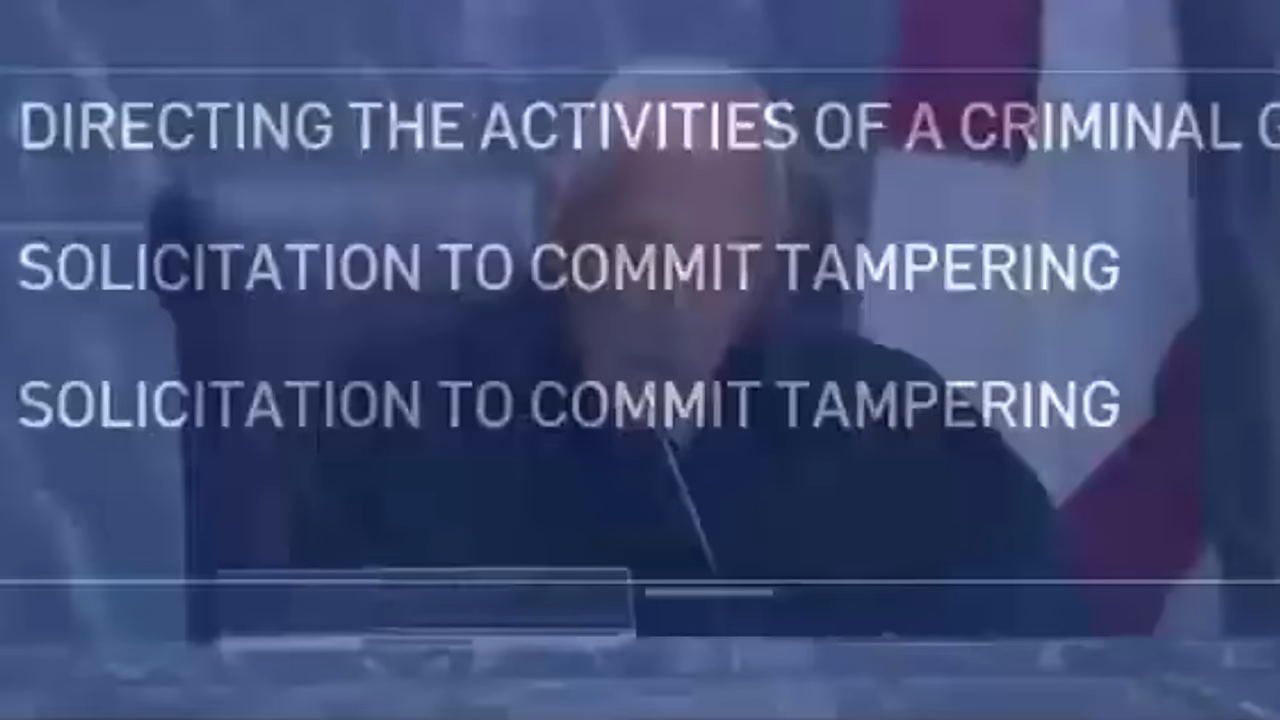 DIRECTING THE ACTIVITIES OF A CRIMINAL
SOLICITATION TO COMMIT TAMPERING
SOLICITATION TO COMMIT TAMPERING